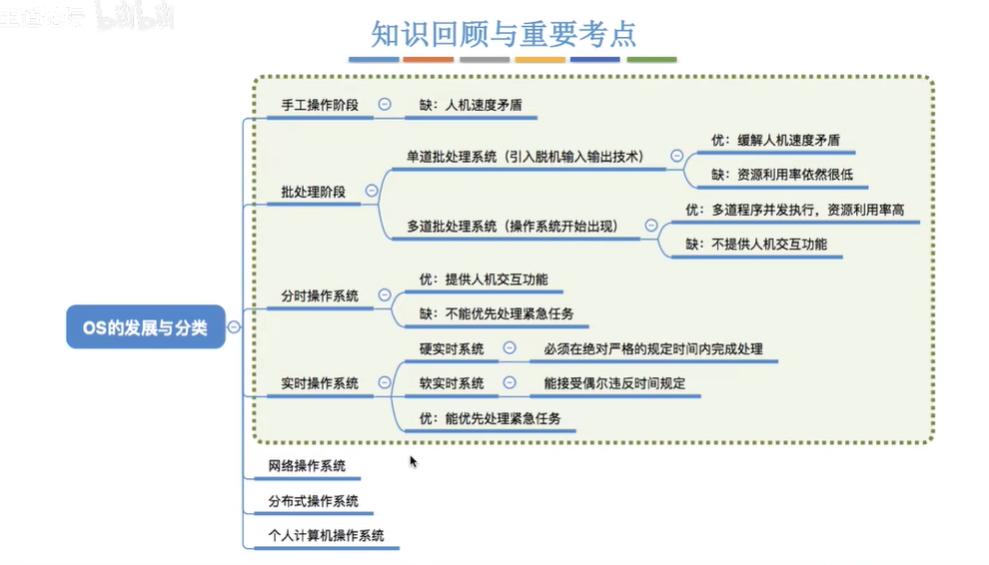 bilibili
知识回顾与重要考点
手工操作阶段
缺：人机速度矛盾
批处理阶段
单道批处理系统（引入脱机输入输出技术）
优：缓解人机速度矛盾
缺：资源利用率依然很低
多道批处理系统（操作系统开始出现）
优：多道程序并发执行，资源利用率高
缺：不提供人机交互功能
OS的发展与分类
分时操作系统
优：提供人机交互功能
缺：不能优先处理紧急任务
实时操作系统
硬实时系统
必须在绝对严格的规定时间内完成处理
软实时系统
能接受偶尔违反时间规定
优：能优先处理紧急任务
网络操作系统
分布式操作系统
个人计算机操作系统